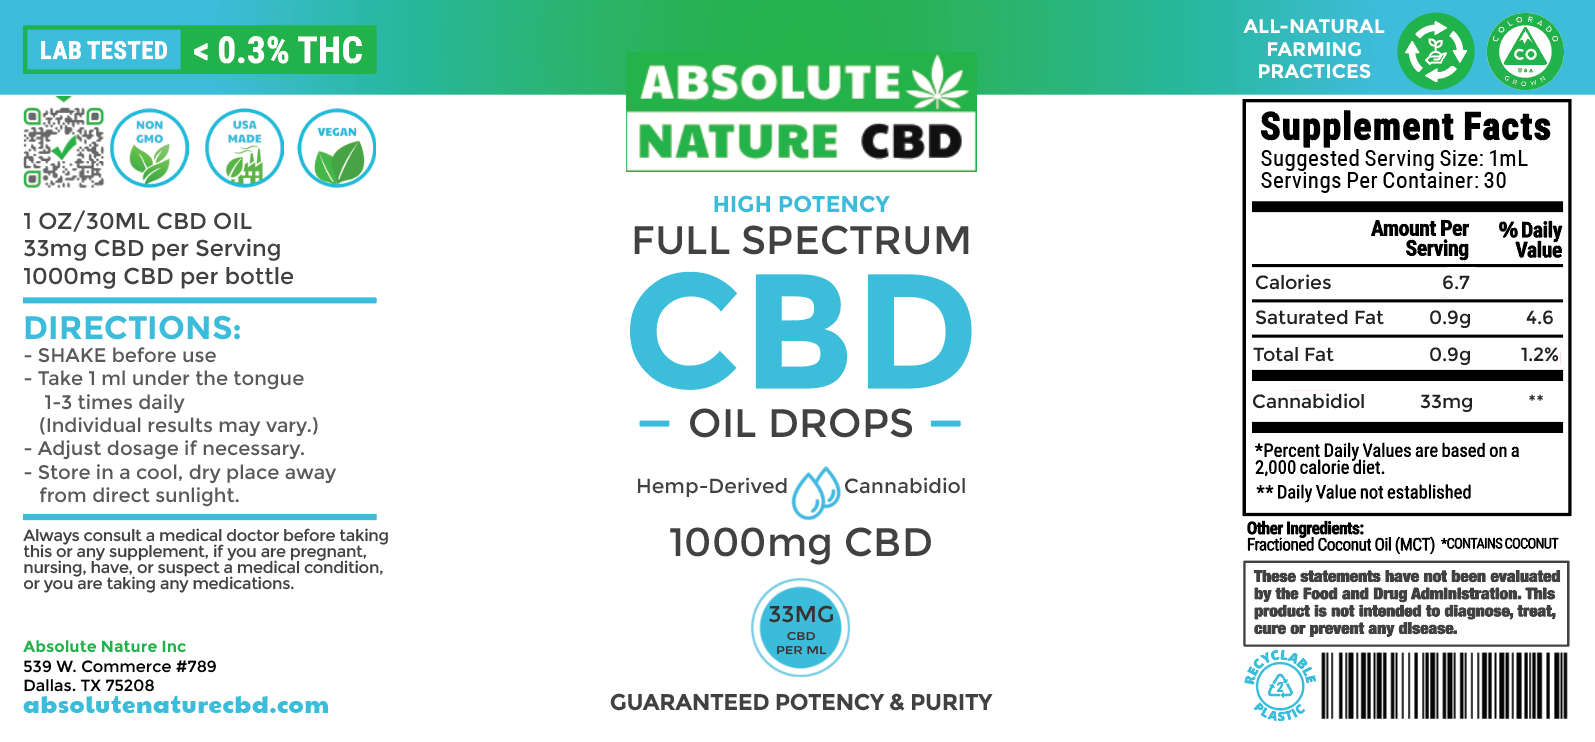 LAB TESTED < 0.3% THC
NON GMO
USA MADE
VEGAN
1 OZ/30ML CBD OIL
33mg CBD per Serving
1000mg CBD per bottle
DIRECTIONS:
- SHAKE before use
- Take 1 ml under the tongue
1-3 times daily
(Individual results may vary.)
- Adjust dosage if necessary.
- Store in a cool, dry place away
from direct sunlight.
Always consult a medical doctor before taking
this or any supplement, if you are pregnant,
nursing, have, or suspect a medical condition,
or you are taking any medications.
Absolute Nature Inc
539 W. Commerce #789
Dallas. TX 75208
absolutenaturecbd.com
ABSOLUTE
NATURE CBD
HIGH POTENCY
FULL SPECTRUM
CBD
- OIL DROPS -
Hemp-Derived Cannabidiol
1000mg CBD
33MG
CBD
PER ML
GUARANTEED POTENCY & PURITY
ALL-NATURAL
FARMING
PRACTICES
COLORADO
CO
USA
GROWN
Supplement Facts
Suggested Serving Size: 1mL
Servings Per Container: 30
Amount Per Serving % Daily Value
Calories 6.7
Saturated Fat 0.9g 4.6
Total Fat 0.9g 1.2%
Cannabidiol 33mg **
*Percent Daily Values are based on a
2,000 calorie diet.
** Daily Value not established
Other Ingredients:
Fractioned Coconut Oil (MCT) *CONTAINS COCONUT
These statements have not been evaluated
by the Food and Drug Administration. This
product is not intended to diagnose, treat,
cure or prevent any disease.
RECYCLABLE
2
PLASTIC